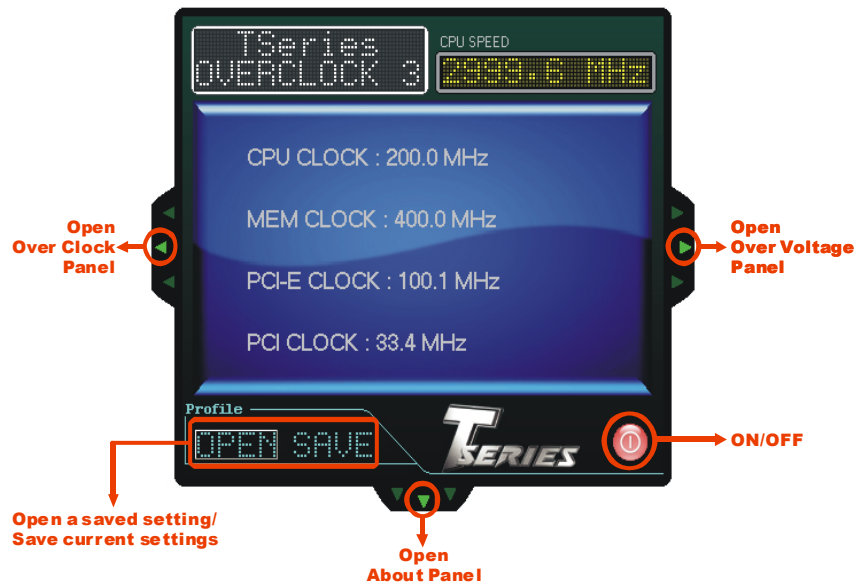 TSeries
OVERCLOCK 3
CPU SPEED
2999.6 MHz
CPU CLOCK : 200.0 MHz
MEM CLOCK : 400.0 MHz
PCI-E CLOCK : 100.1 MHz
PCI CLOCK : 33.4 MHz
Open
Over Clock
Panel
Open
Over Voltage
Panel
Profile
OPEN SAVE
TSERIES
ON/OFF
Open a saved setting/
Save current settings
Open
About Panel